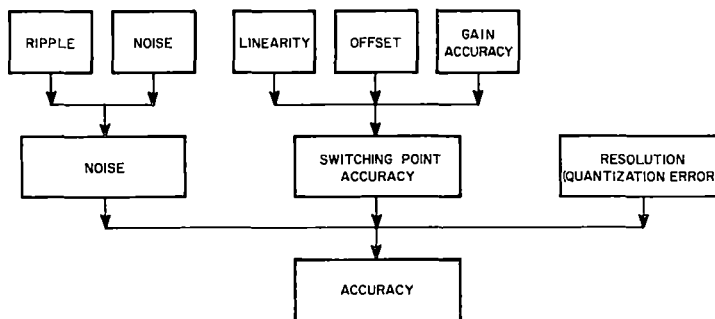 RIPPLE
NOISE
LINEARITY
OFFSET
GAIN
ACCURACY
NOISE
SWITCHING POINT
ACCURACY
RESOLUTION
(QUANTIZATION ERROR
ACCURACY